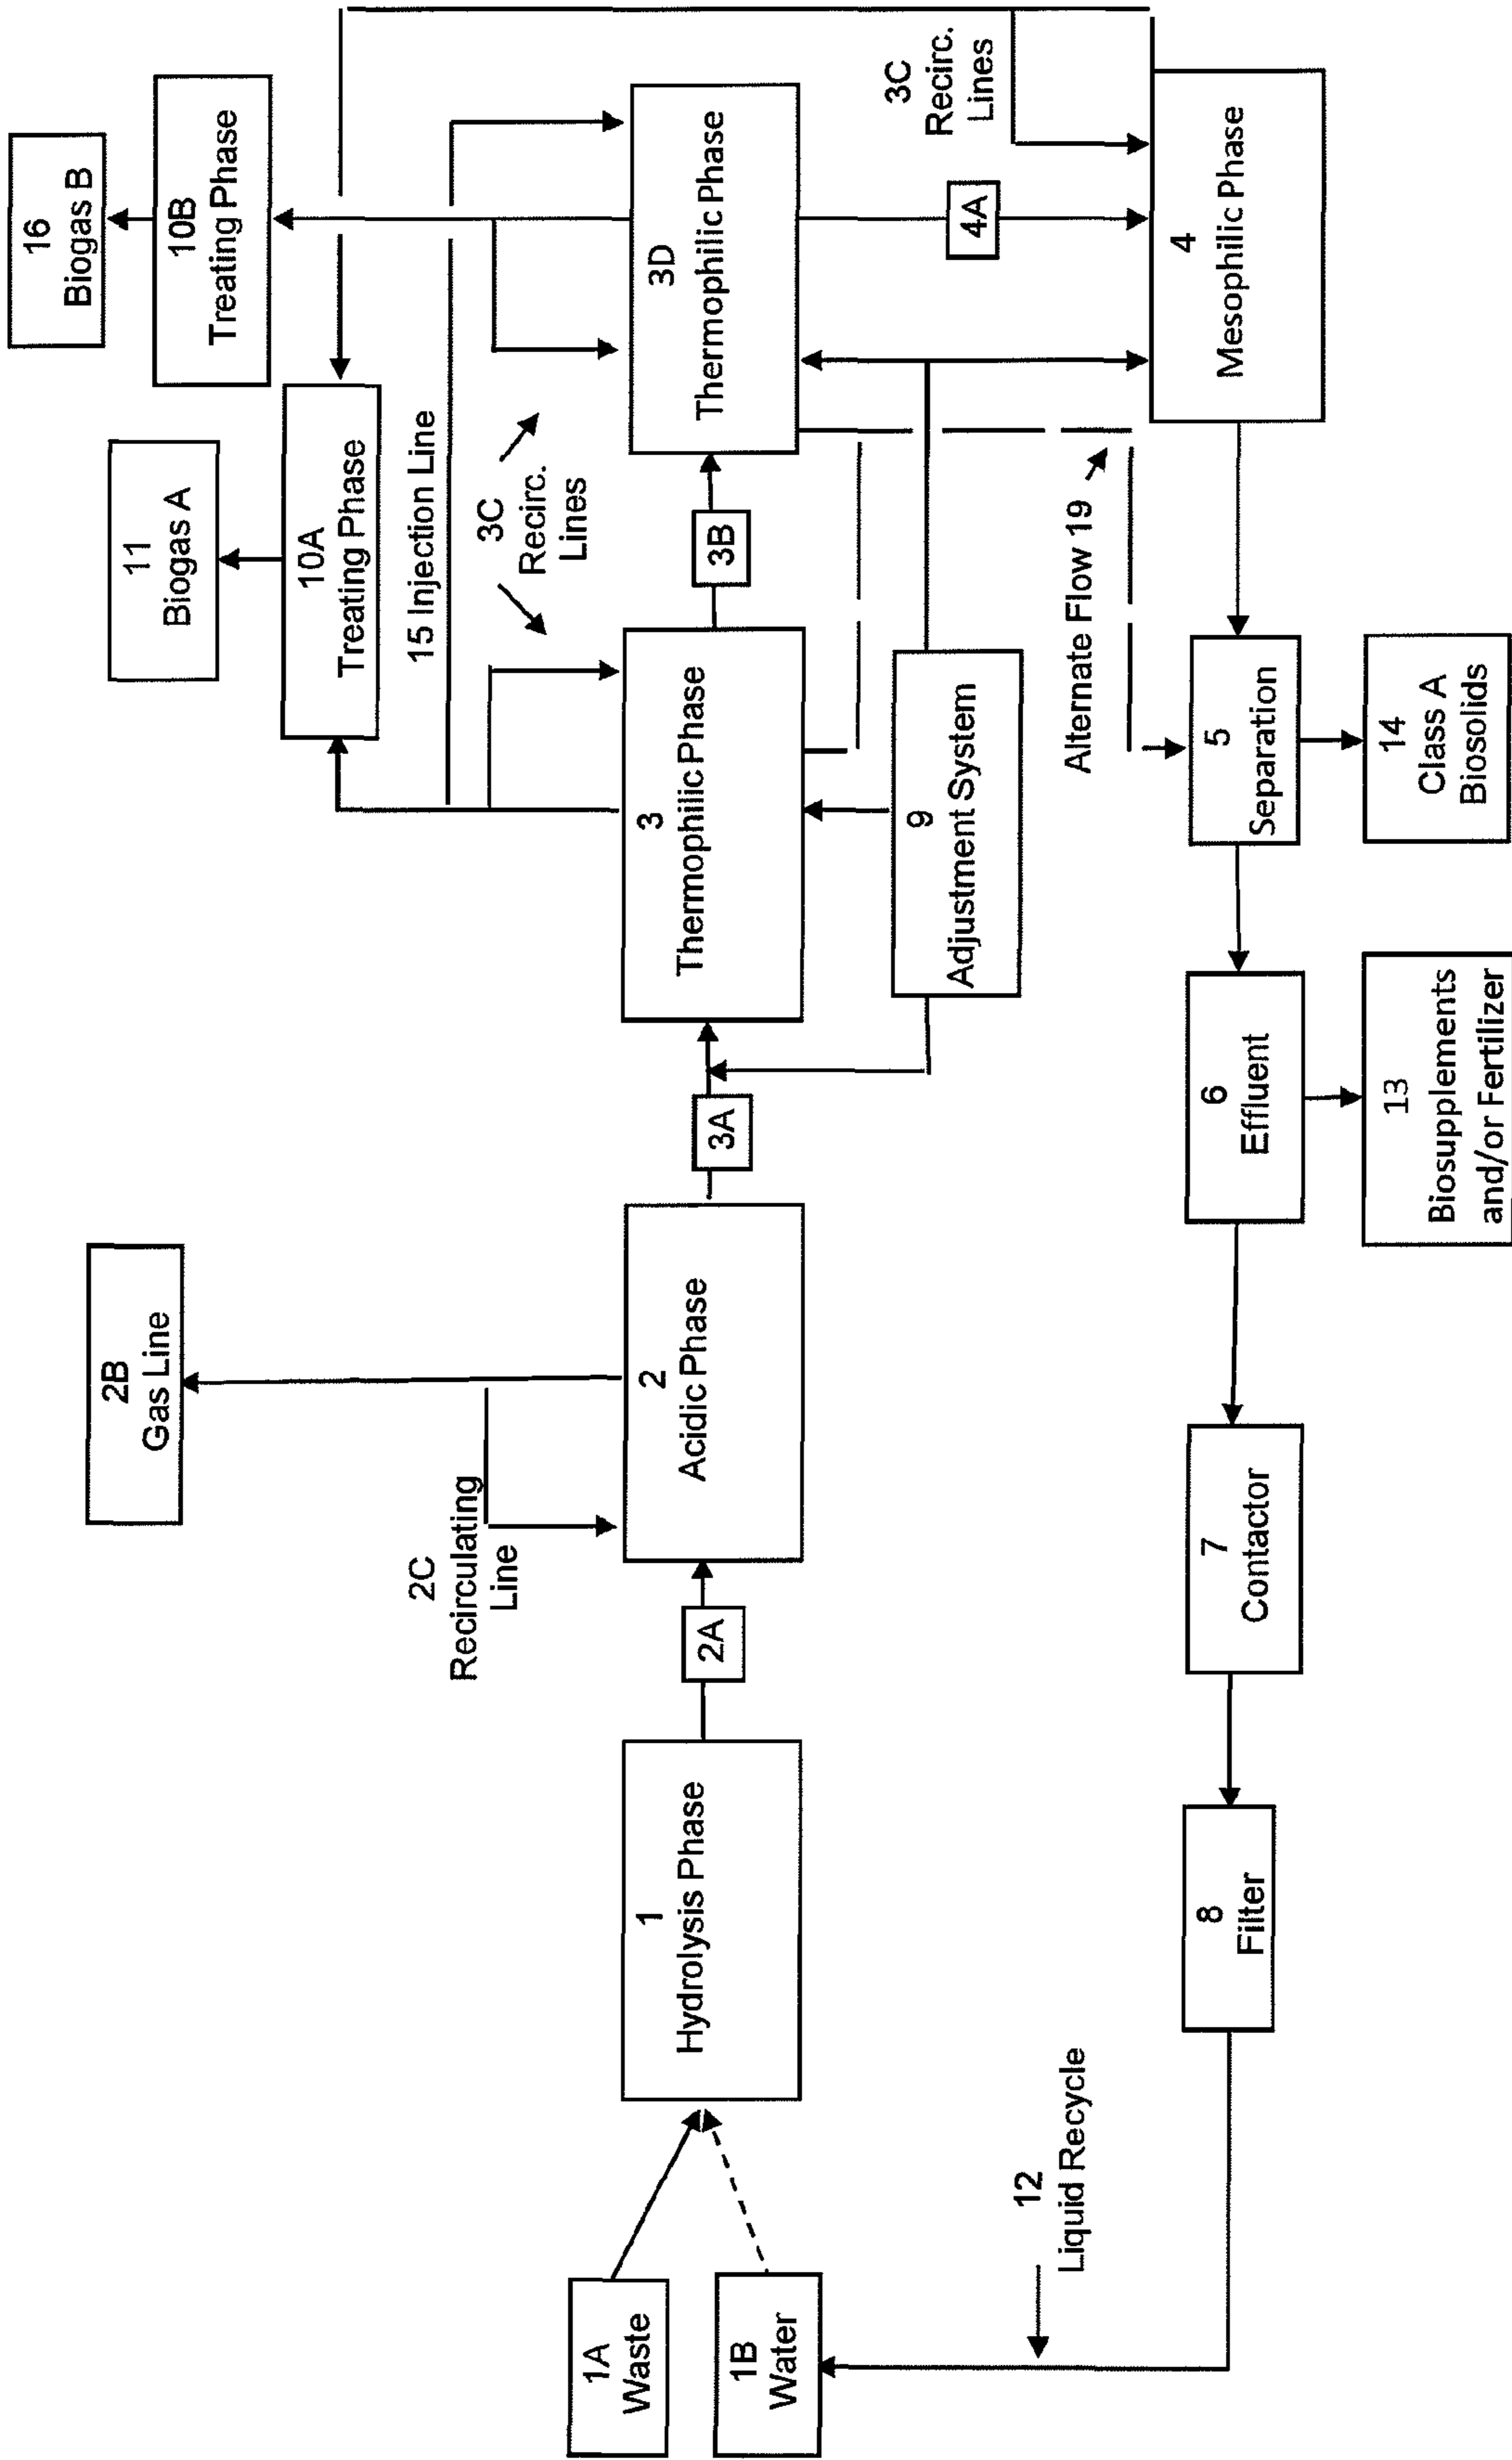 16
Biogas B
10B
Treating Phase
11
Biogas A
10A
Treating Phase
15 Injection Line
2B
Gas Line
2C
Recirculating
Line
3C
Recirc.
Lines
3C
Recirc.
Lines
1A
Waste
1B
Water
1
Hydrolysis Phase
2A
2
Acidic Phase
3A
3
Thermophilic Phase
3B
3D
Thermophilic Phase
4A
9
Adjustment System
Alternate Flow 19
4
Mesophilic Phase
12
Liquid Recycle
8
Filter
7
Contactor
6
Effluent
5
Separation
13
Biosupplements
and/or Fertilizer
14
Class A
Biosolids